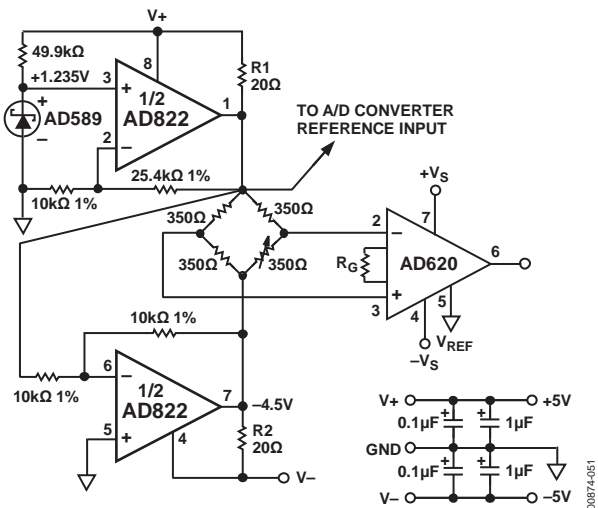 V+
49.9kΩ
+1.235V
3
+
8
1/2
AD822
1
R1
20Ω
+
AD589
–
2
–
TO A/D CONVERTER
REFERENCE INPUT
10kΩ 1%
25.4kΩ 1%
350Ω
350Ω
350Ω
350Ω
+VS
2
–
7
RG
AD620
6
+
3
4
5
VREF
–VS
10kΩ 1%
10kΩ 1%
6
–
1/2
AD822
7
–4.5V
5
+
4
R2
20Ω
V–
V+
+5V
0.1µF
+
+
1µF
GND
0.1µF
+
+
1µF
V–
–5V
00874-051